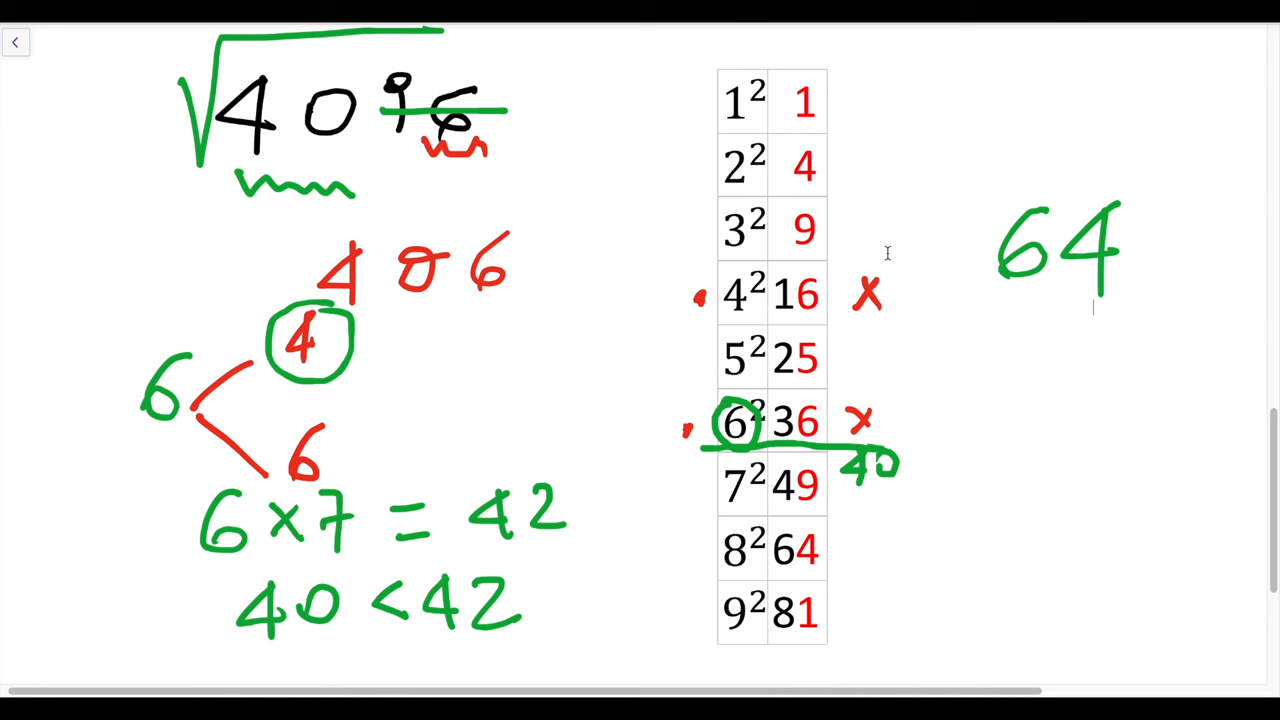 √4096
4 0 6
4
6
6
6 × 7 = 42
40 < 42
1² 1
2² 4
3² 9
4² 16 x
5² 25
6² 36 x
40
7² 49
8² 64
9² 81
64